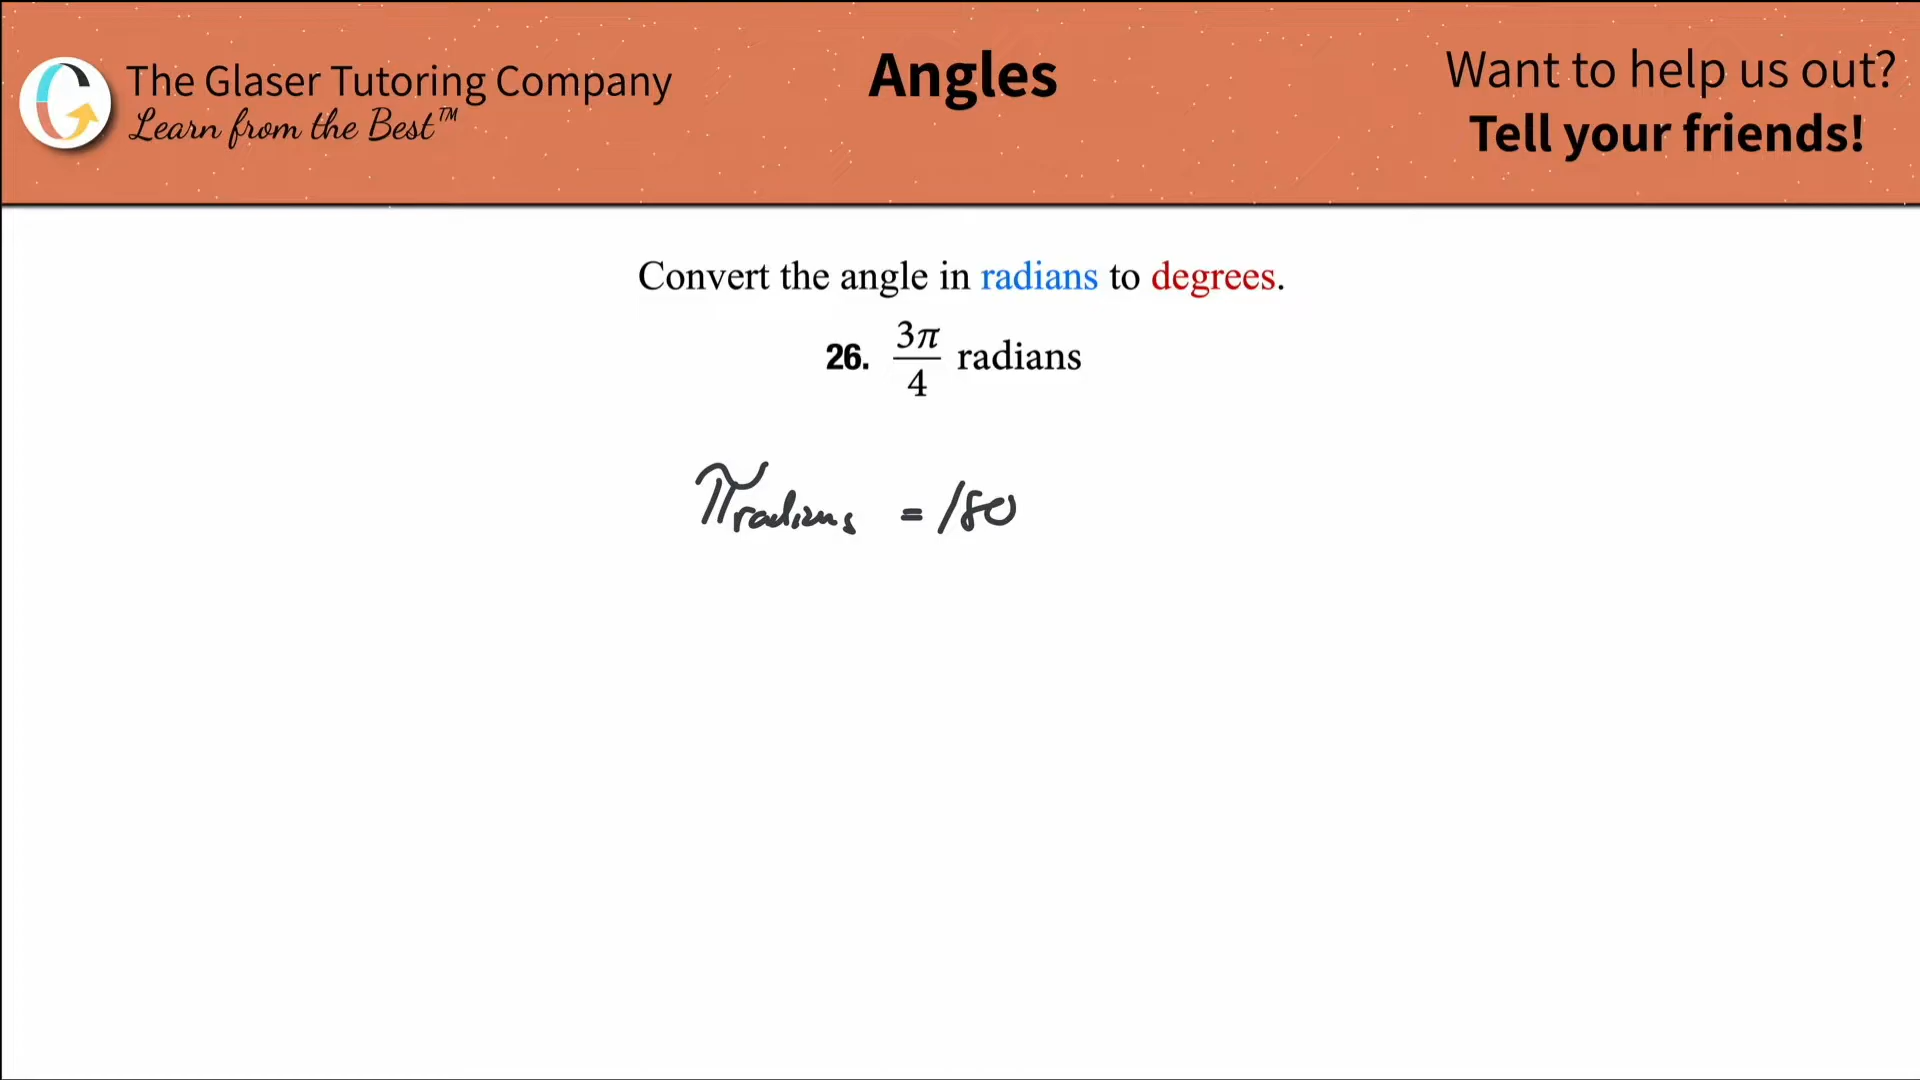 The Glaser Tutoring Company
Learn from the Best™
Angles
Want to help us out?
Tell your friends!
Convert the angle in radians to degrees.
26. 3π/4 radians
π radians = 180